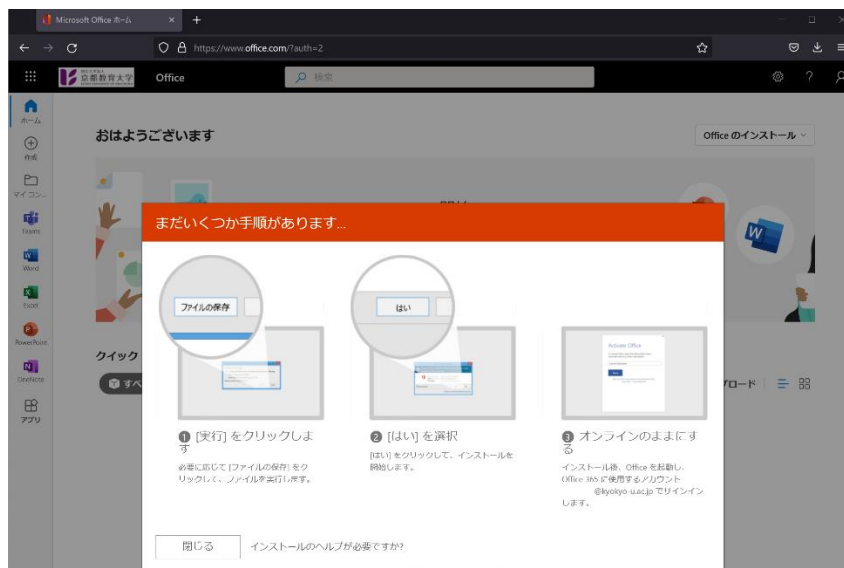 Microsoft Office ホーム
https://www.office.com/?auth=2
京都教育大学
Office
検索
ホーム
おはようございます
Office のインストール
作成
マイ コン...
Teams
Word
Excel
PowerPoint
OneNote
アプリ
まだいくつか手順があります...
ファイルの保存
はい
Activate Office
クイック
すべ
プロード
1 [実行] をクリックしま
す
必要に応じて [ファイルの保存] をク
リックして、ファイルを実行します。
2 [はい] を選択
[はい] をクリックして、インストールを
開始します。
3 オンラインのままにす
る
インストール後、Office を起動し、
Office 365 に使用するアカウント
@kyokyo-u.ac.jp でサインイン
します。
閉じる
インストールのヘルプが必要ですか?